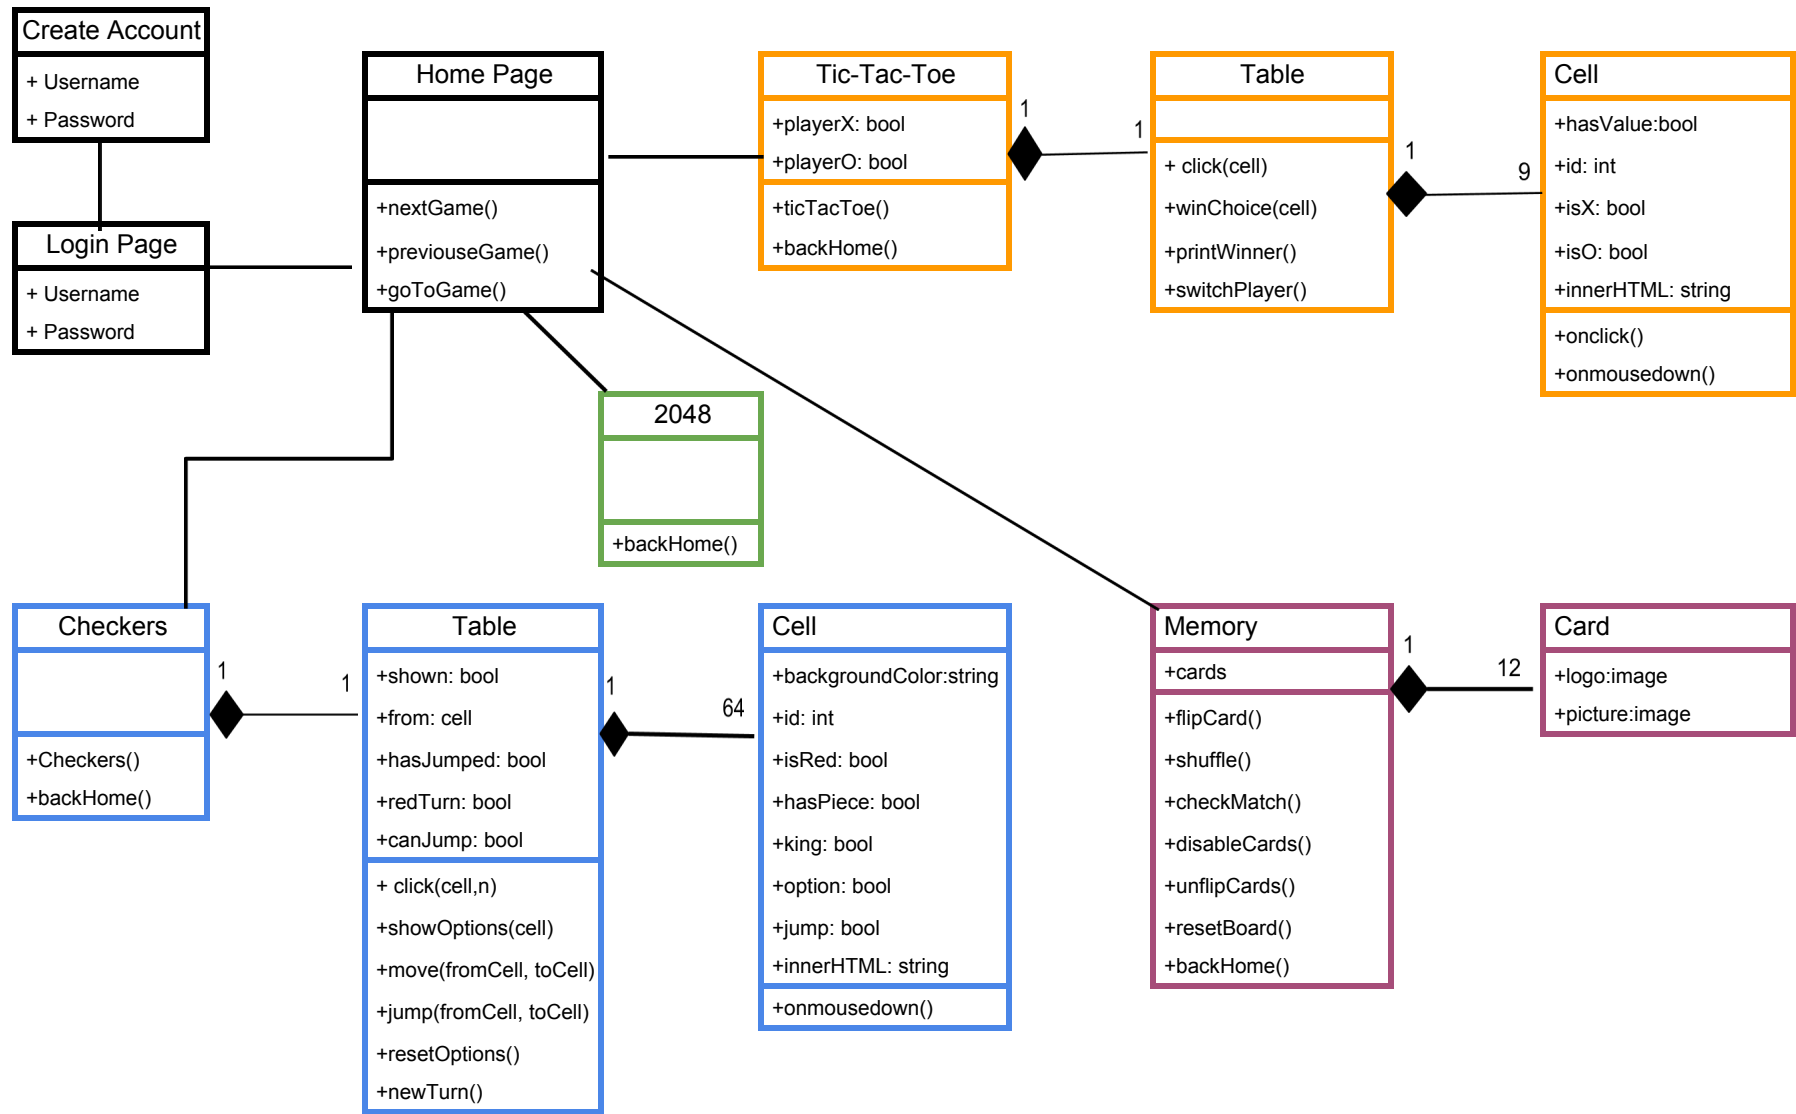 Create Account
+ Username
+ Password
Login Page
+ Username
+ Password
Home Page
+nextGame()
+previouseGame()
+goToGame()
Tic-Tac-Toe
+playerX: bool
+playerO: bool
+ticTacToe()
+backHome()
1
1
Table
+ click(cell)
+winChoice(cell)
+printWinner()
+switchPlayer()
1
9
Cell
+hasValue:bool
+id: int
+isX: bool
+isO: bool
+innerHTML: string
+onclick()
+onmousedown()
2048
+backHome()
Checkers
+Checkers()
+backHome()
1
1
Table
+shown: bool
+from: cell
+hasJumped: bool
+redTurn: bool
+canJump: bool
+ click(cell,n)
+showOptions(cell)
+move(fromCell, toCell)
+jump(fromCell, toCell)
+resetOptions()
+newTurn()
1
64
Cell
+backgroundColor:string
+id: int
+isRed: bool
+hasPiece: bool
+king: bool
+option: bool
+jump: bool
+innerHTML: string
+onmousedown()
Memory
+cards
+flipCard()
+shuffle()
+checkMatch()
+disableCards()
+unflipCards()
+resetBoard()
+backHome()
1
12
Card
+logo:image
+picture:image